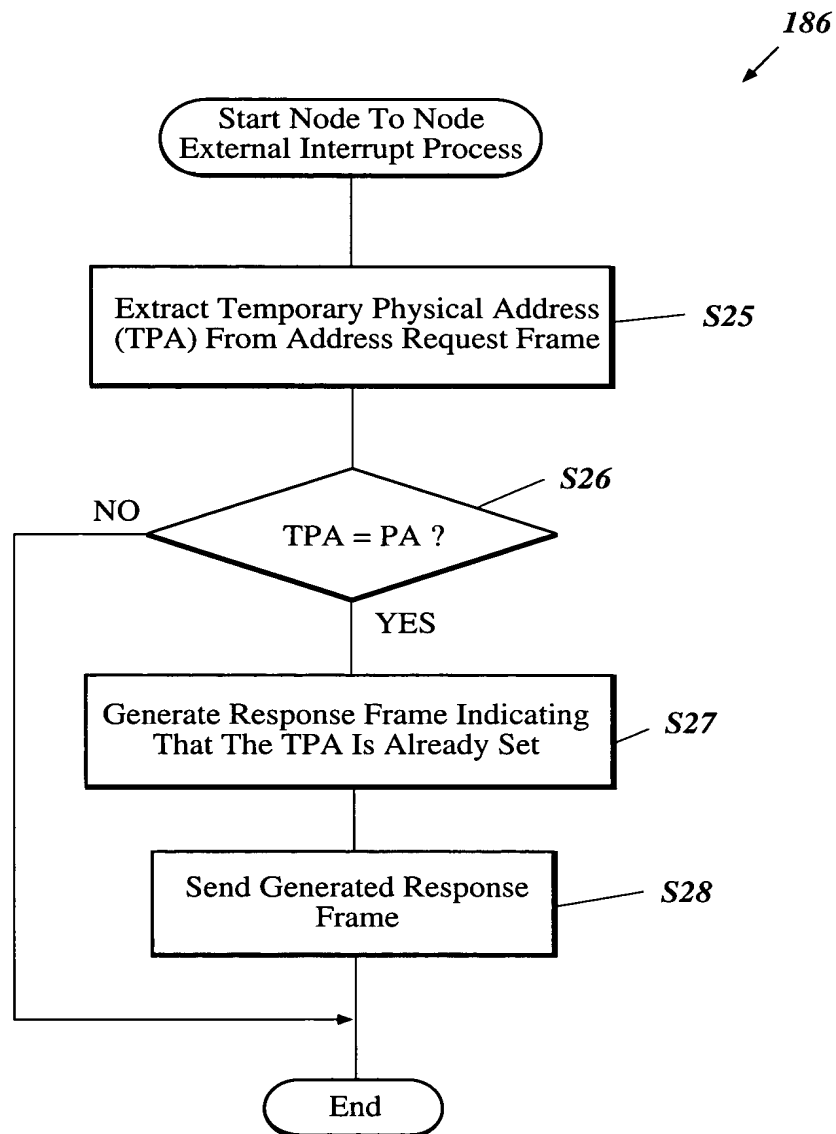 186
Start Node To Node
External Interrupt Process
Extract Temporary Physical Address
(TPA) From Address Request Frame
S25
S26
NO
TPA = PA ?
YES
Generate Response Frame Indicating
That The TPA Is Already Set
S27
Send Generated Response
Frame
S28
End